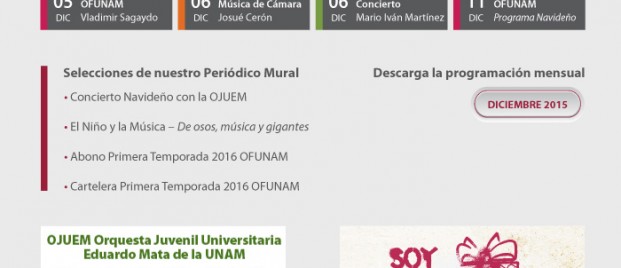 05 OFUNAM
DIC Vladimir Sagaydo
06 Música de Cámara
DIC Josué Cerón
06 Concierto
DIC Mario Iván Martínez
11 OFUNAM
DIC Programa Navideño
Selecciones de nuestro Periódico Mural
• Concierto Navideño con la OJUEM
• El Niño y la Música – De osos, música y gigantes
• Abono Primera Temporada 2016 OFUNAM
• Cartelera Primera Temporada 2016 OFUNAM
Descarga la programación mensual
DICIEMBRE 2015
OJUEM Orquesta Juvenil Universitaria
Eduardo Mata de la UNAM
SOY